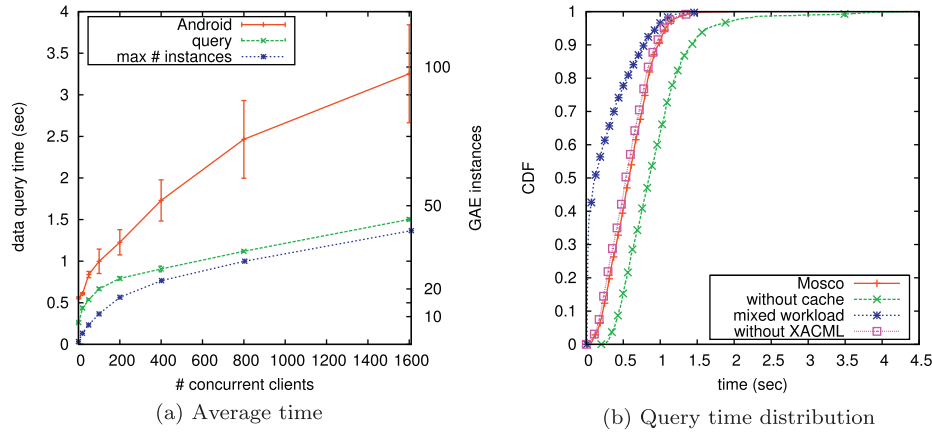 Android
query
max # instances
4
3.5
3
2.5
2
1.5
1
0.5
0
data query time (sec)
100
50
20
10
GAE instances
0 200 400 600 800 1000 1200 1400 1600
# concurrent clients
(a) Average time
1
0.9
0.8
0.7
0.6
0.5
0.4
0.3
0.2
0.1
0
CDF
Mosco
without cache
mixed workload
without XACML
0 0.5 1 1.5 2 2.5 3 3.5 4 4.5
time (sec)
(b) Query time distribution